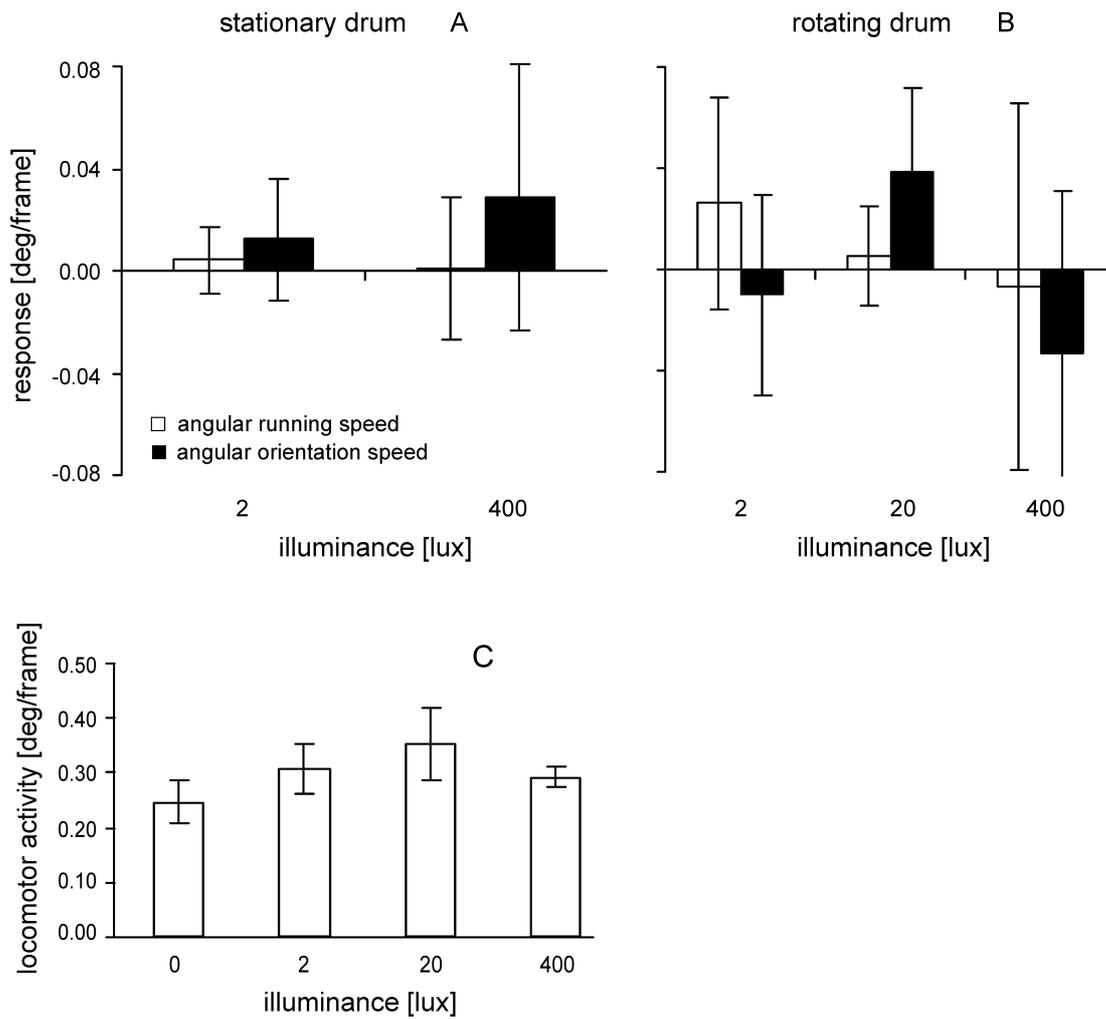 stationary drum A
rotating drum B
response [deg/frame]
0.08
0.04
0.00
-0.04
-0.08
angular running speed
angular orientation speed
2 400
illuminance [lux]
2 20 400
illuminance [lux]
C
locomotor activity [deg/frame]
0.50
0.40
0.30
0.20
0.10
0.00
0 2 20 400
illuminance [lux]